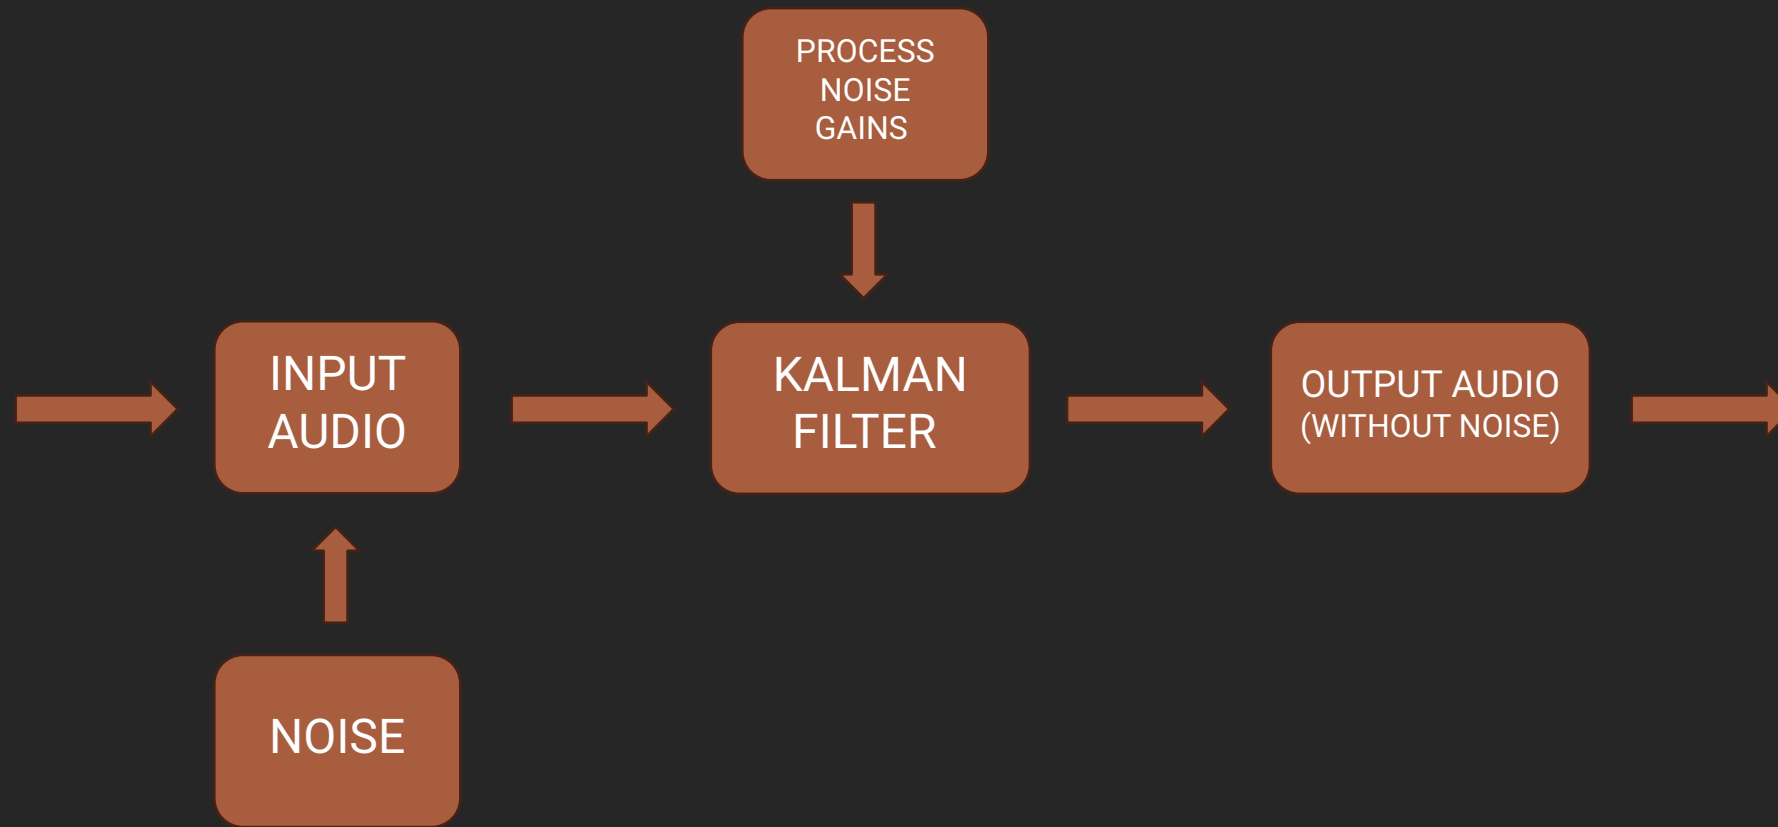 PROCESS
NOISE
GAINS
INPUT
AUDIO
KALMAN
FILTER
OUTPUT AUDIO
(WITHOUT NOISE)
NOISE